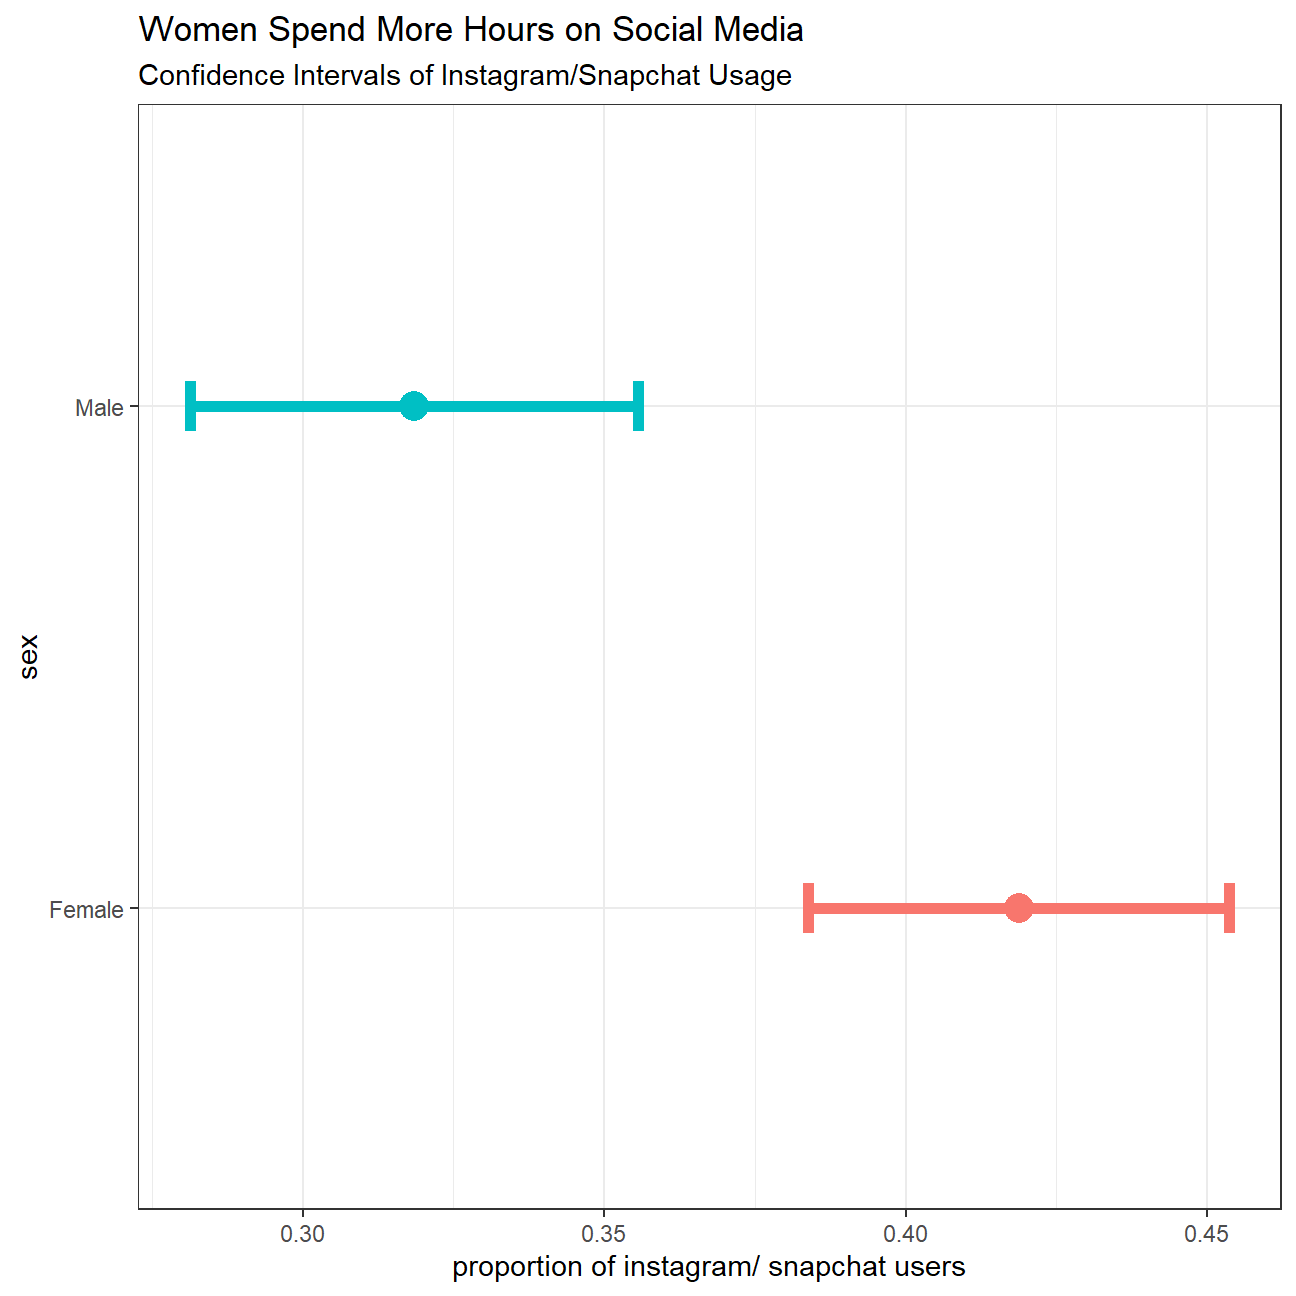 Women Spend More Hours on Social Media
Confidence Intervals of Instagram/Snapchat Usage
Male
sex
Female
0.30 0.35 0.40 0.45
proportion of instagram/ snapchat users